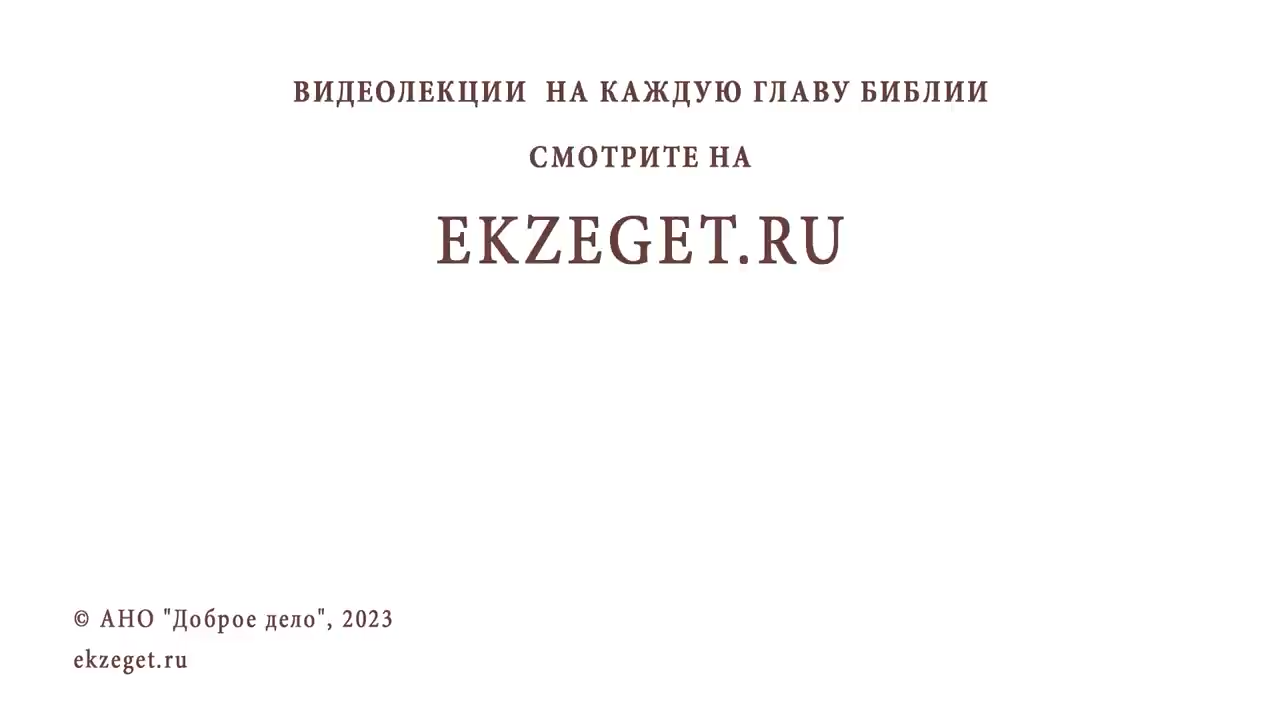 ВИДЕОЛЕКЦИИ НА КАЖДУЮ ГЛАВУ БИБЛИИ
СМОТРИТЕ НА
EKZEGET.RU
© АНО "Доброе дело", 2023
ekzeget.ru